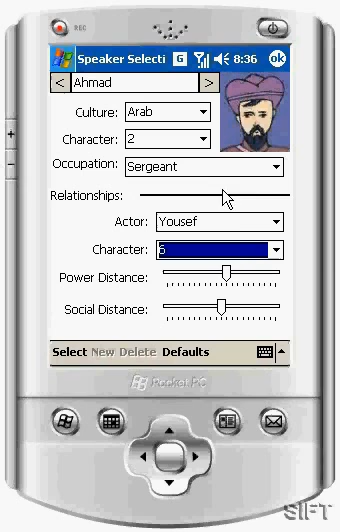 REC
Speaker Selecti G 8:36 ok
< Ahmad >
Culture: Arab
Character: 2
Occupation: Sergeant
Relationships:
Actor: Yousef
Character: 6
Power Distance:
Social Distance:
Select New Delete Defaults
Pocket PC
SIFT